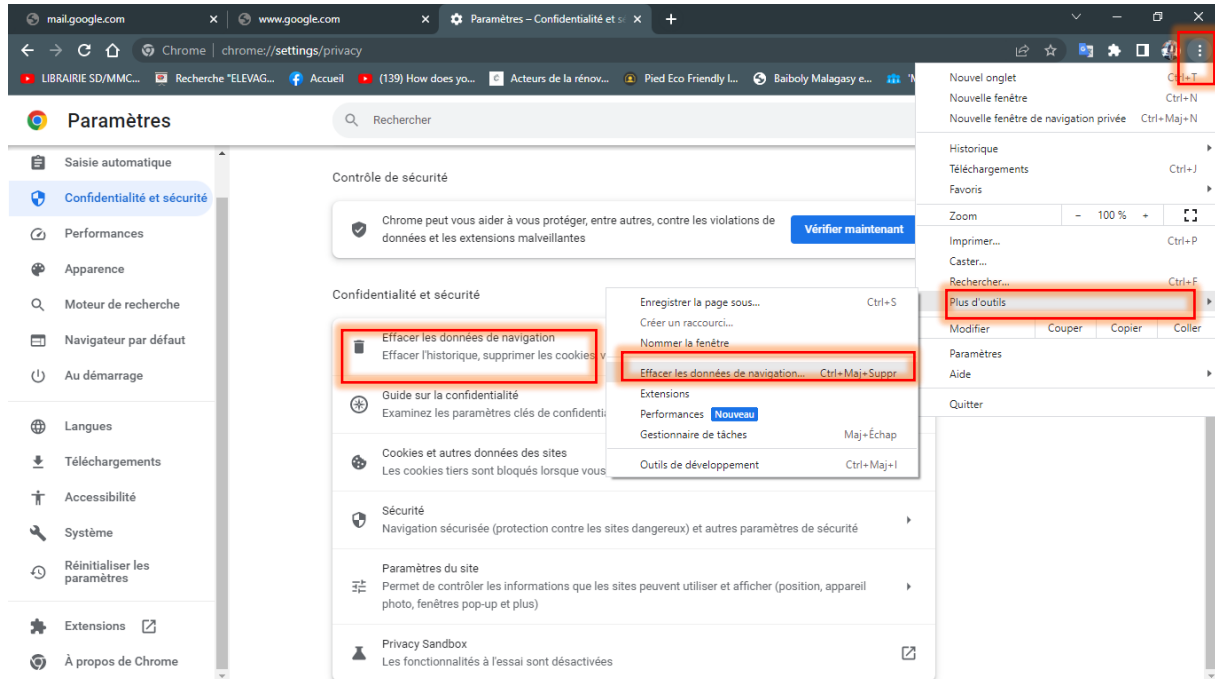 mail.google.com
www.google.com
Paramètres – Confidentialité et s
Chrome | chrome://settings/privacy
LIBRAIRIE SD/MMC...
Recherche "ELEVAG...
Accueil
(139) How does yo...
Acteurs de la rénov...
Pied Eco Friendly I...
Baiboly Malagasy e...
Paramètres
Rechercher
Saisie automatique
Confidentialité et sécurité
Performances
Apparence
Moteur de recherche
Navigateur par défaut
Au démarrage
Langues
Téléchargements
Accessibilité
Système
Réinitialiser les
paramètres
Extensions
À propos de Chrome
Contrôle de sécurité
Chrome peut vous aider à vous protéger, entre autres, contre les violations de
données et les extensions malveillantes
Vérifier maintenant
Confidentialité et sécurité
Effacer les données de navigation
Effacer l'historique, supprimer les cookies, v
Guide sur la confidentialité
Examinez les paramètres clés de confidentia
Cookies et autres données des sites
Les cookies tiers sont bloqués lorsque vous
Sécurité
Navigation sécurisée (protection contre les sites dangereux) et autres paramètres de sécurité
Paramètres du site
Permet de contrôler les informations que les sites peuvent utiliser et afficher (position, appareil
photo, fenêtres pop-up et plus)
Privacy Sandbox
Les fonctionnalités à l'essai sont désactivées
Enregistrer la page sous... Ctrl+S
Créer un raccourci...
Nommer la fenêtre
Effacer les données de navigation... Ctrl+Maj+Suppr
Extensions
Performances Nouveau
Gestionnaire de tâches Maj+Échap
Outils de développement Ctrl+Maj+I
Nouvel onglet Ctrl+T
Nouvelle fenêtre Ctrl+N
Nouvelle fenêtre de navigation privée Ctrl+Maj+N
Historique
Téléchargements Ctrl+J
Favoris
Zoom - 100 % +
Imprimer... Ctrl+P
Caster...
Rechercher... Ctrl+F
Plus d'outils
Modifier Couper Copier Coller
Paramètres
Aide
Quitter